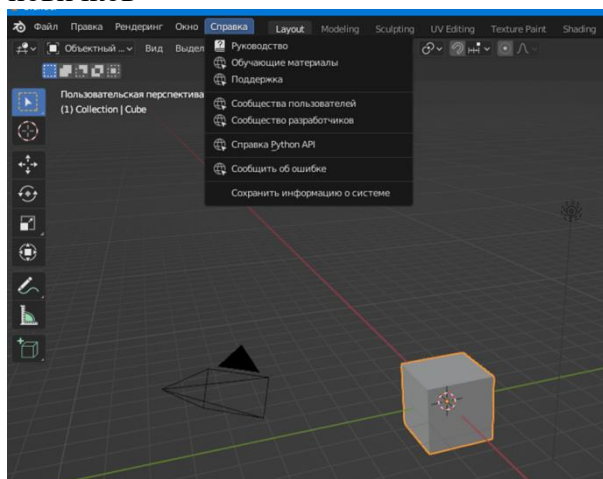 Файл Правка Рендеринг Окно Справка Layout Modeling Sculpting UV Editing Texture Paint Shading
Объектный ... Вид Выдел
Руководство
Обучающие материалы
Поддержка
Сообщества пользователей
Сообщество разработчиков
Справка Python API
Сообщить об ошибке
Сохранить информацию о системе
Пользовательская перспектива
(1) Collection | Cube